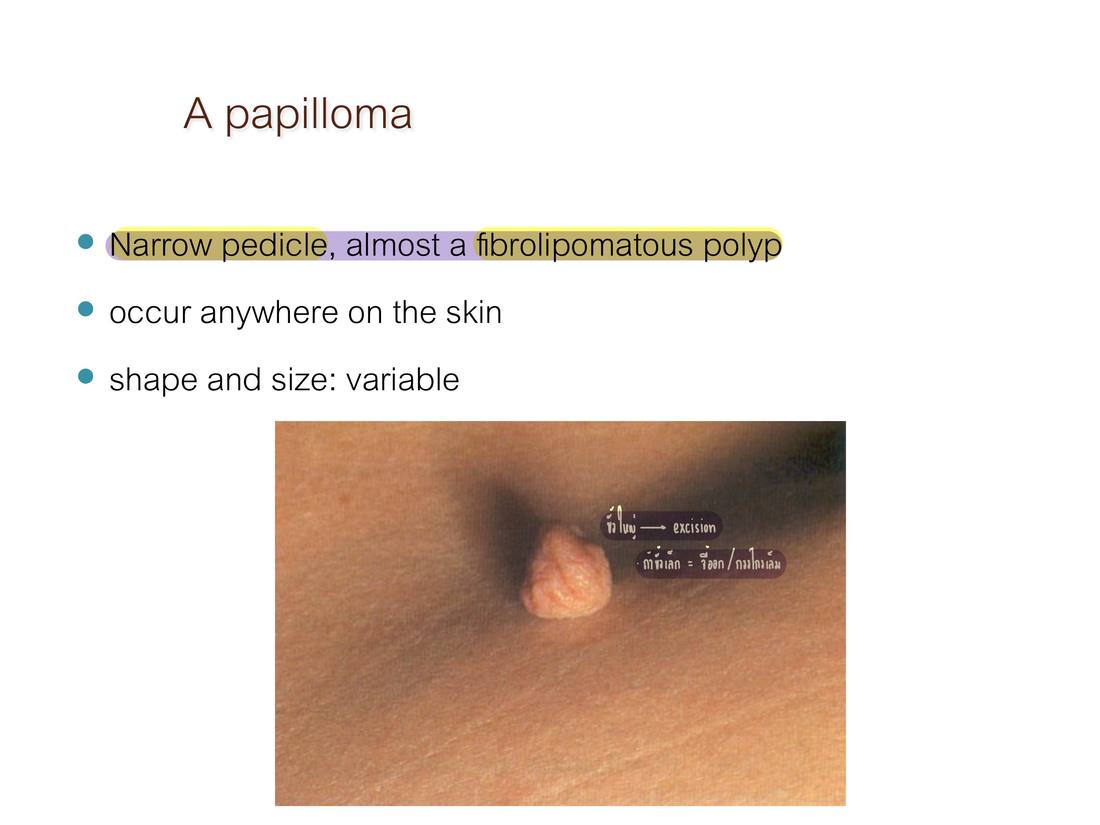 A papilloma
Narrow pedicle, almost a fibrolipomatous polyp
occur anywhere on the skin
shape and size: variable
ขั้วใหญ่ → excision
ถ้าขั้วเล็ก = จี้ออก /